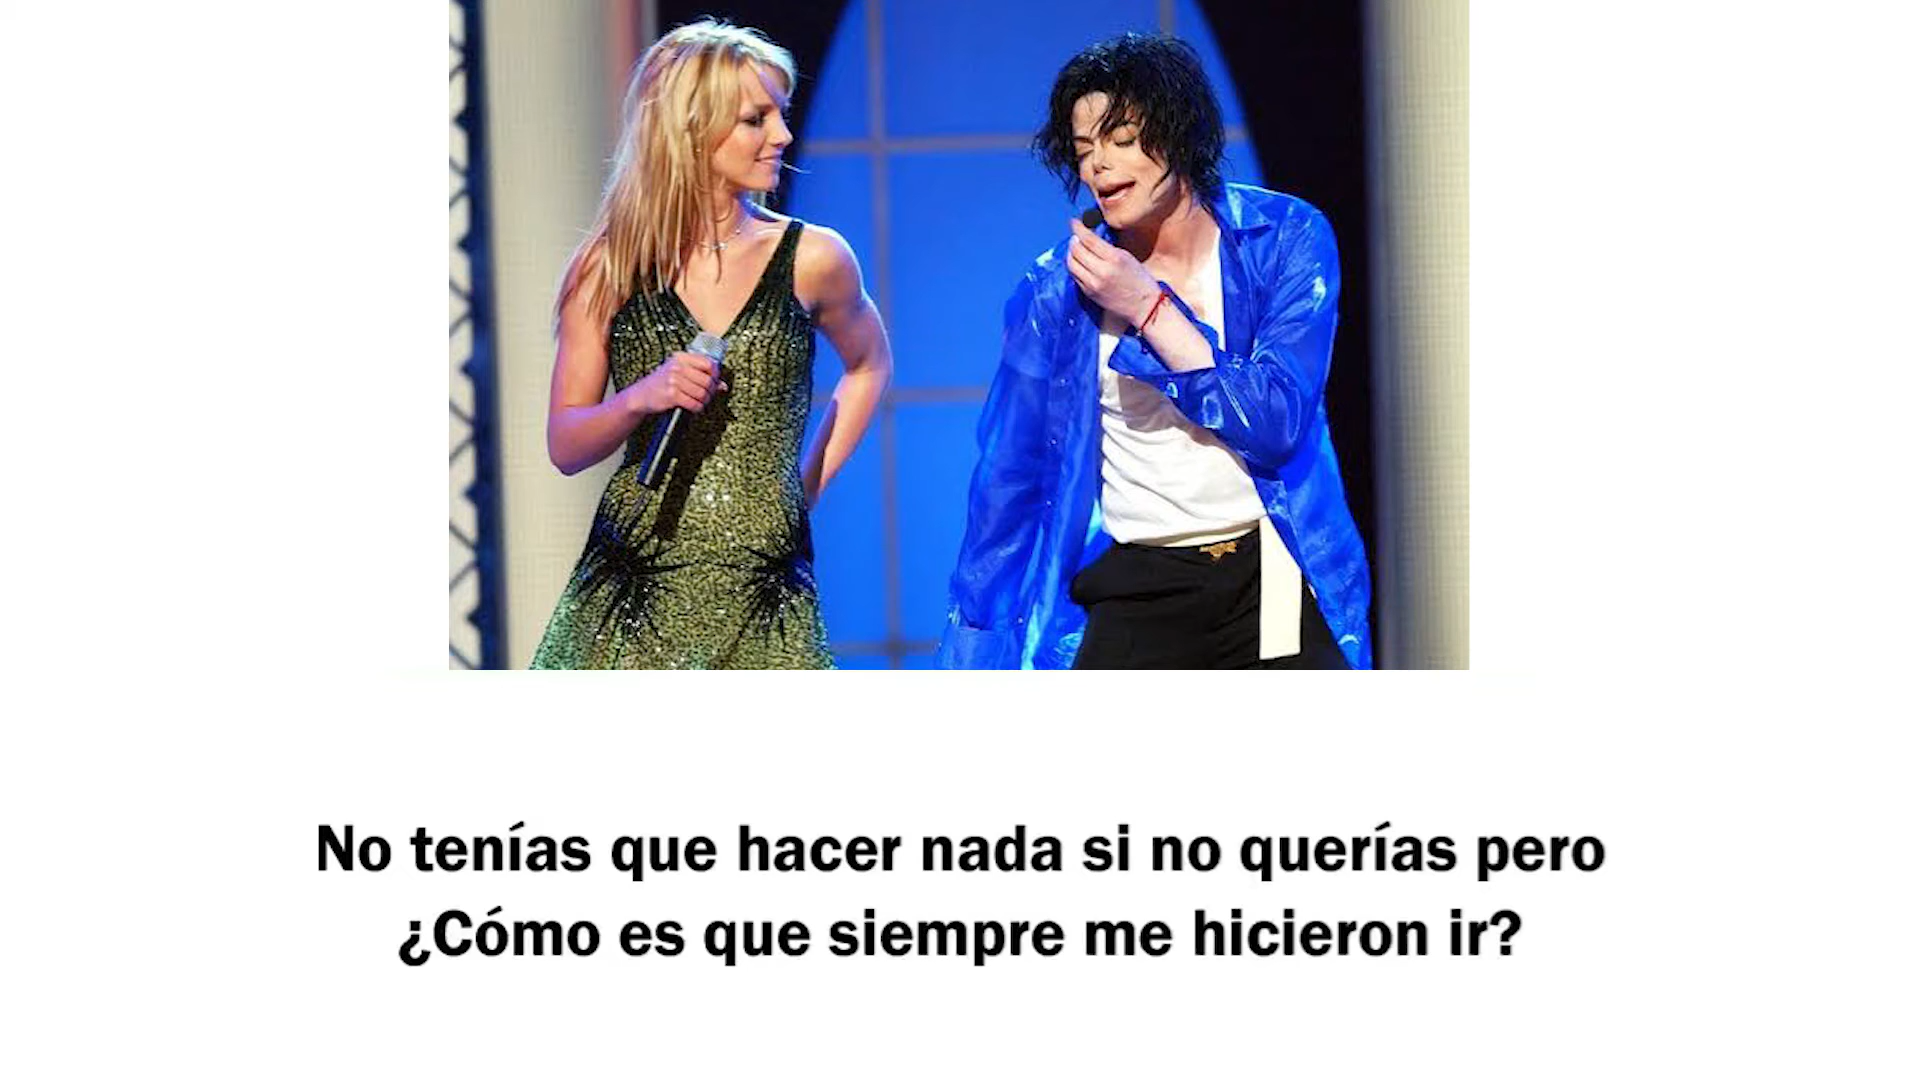 No tenías que hacer nada si no querías pero
¿Cómo es que siempre me hicieron ir?